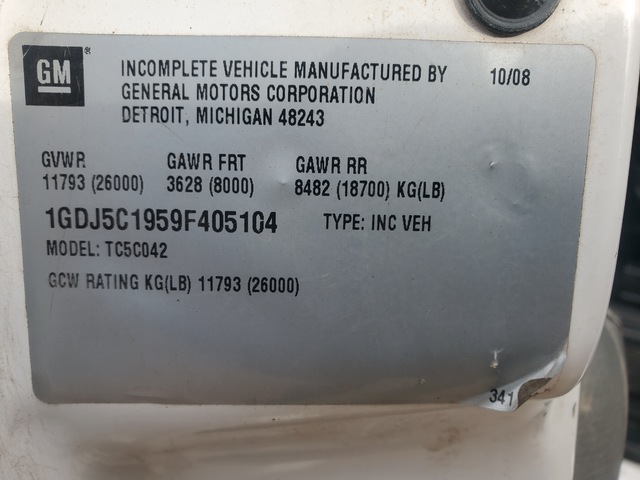 GM®
INCOMPLETE VEHICLE MANUFACTURED BY 10/08
GENERAL MOTORS CORPORATION
DETROIT, MICHIGAN 48243
GVWR GAWR FRT GAWR RR
11793 (26000) 3628 (8000) 8482 (18700) KG(LB)
1GDJ5C1959F405104 TYPE: INC VEH
MODEL: TC5C042
GCW RATING KG(LB) 11793 (26000)
341